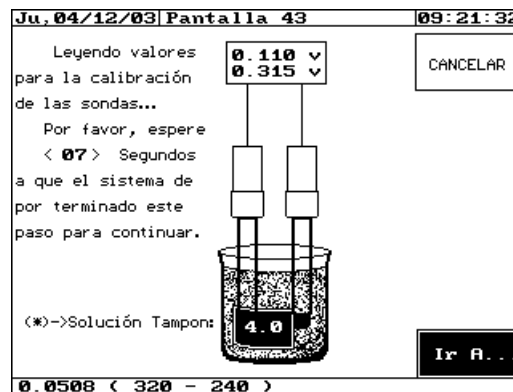 Ju,04/12/03 Pantalla 43 09:21:32
Leyendo valores
para la calibración
de las sondas...
Por favor, espere
< 07 > Segundos
a que el sistema de
por terminado este
paso para continuar.
0.110 v
0.315 v
CANCELAR
(*)->Solución Tampon:
4.0
Ir A...
0.0508 ( 320 - 240 )